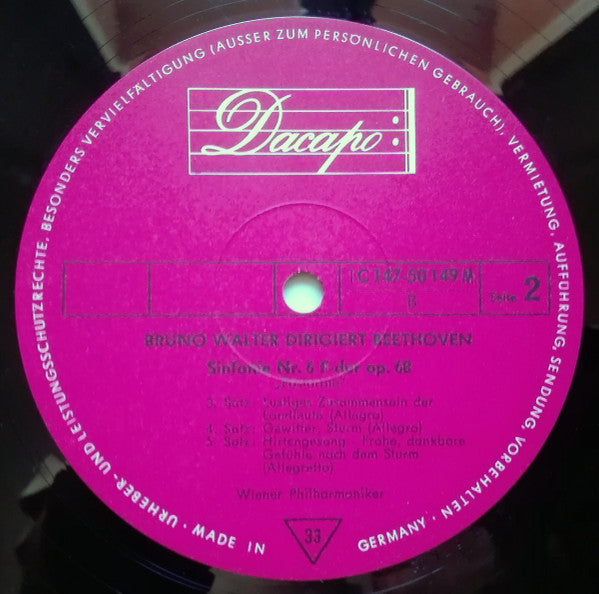 URHEBER- UND LEISTUNGSSCHUTZRECHTE, BESONDERS VERVIELFÄLTIGUNG (AUSSER ZUM PERSÖNLICHEN GEBRAUCH), VERMIETUNG, AUFFÜHRUNG, SENDUNG, VORBEHALTEN
Dacapo
1 C 147-50 149 M
B
Seite 2
BRUNO WALTER DIRIGIERT BEETHOVEN
Sinfonie Nr. 6 F-dur op. 68
„Pastorale“
3. Satz: Lustiges Zusammensein der
Landleute (Allegro)
4. Satz: Gewitter, Sturm (Allegro)
5. Satz: Hirtengesang - Frohe, dankbare
Gefühle nach dem Sturm
(Allegretto)
Wiener Philharmoniker
33
MADE IN GERMANY